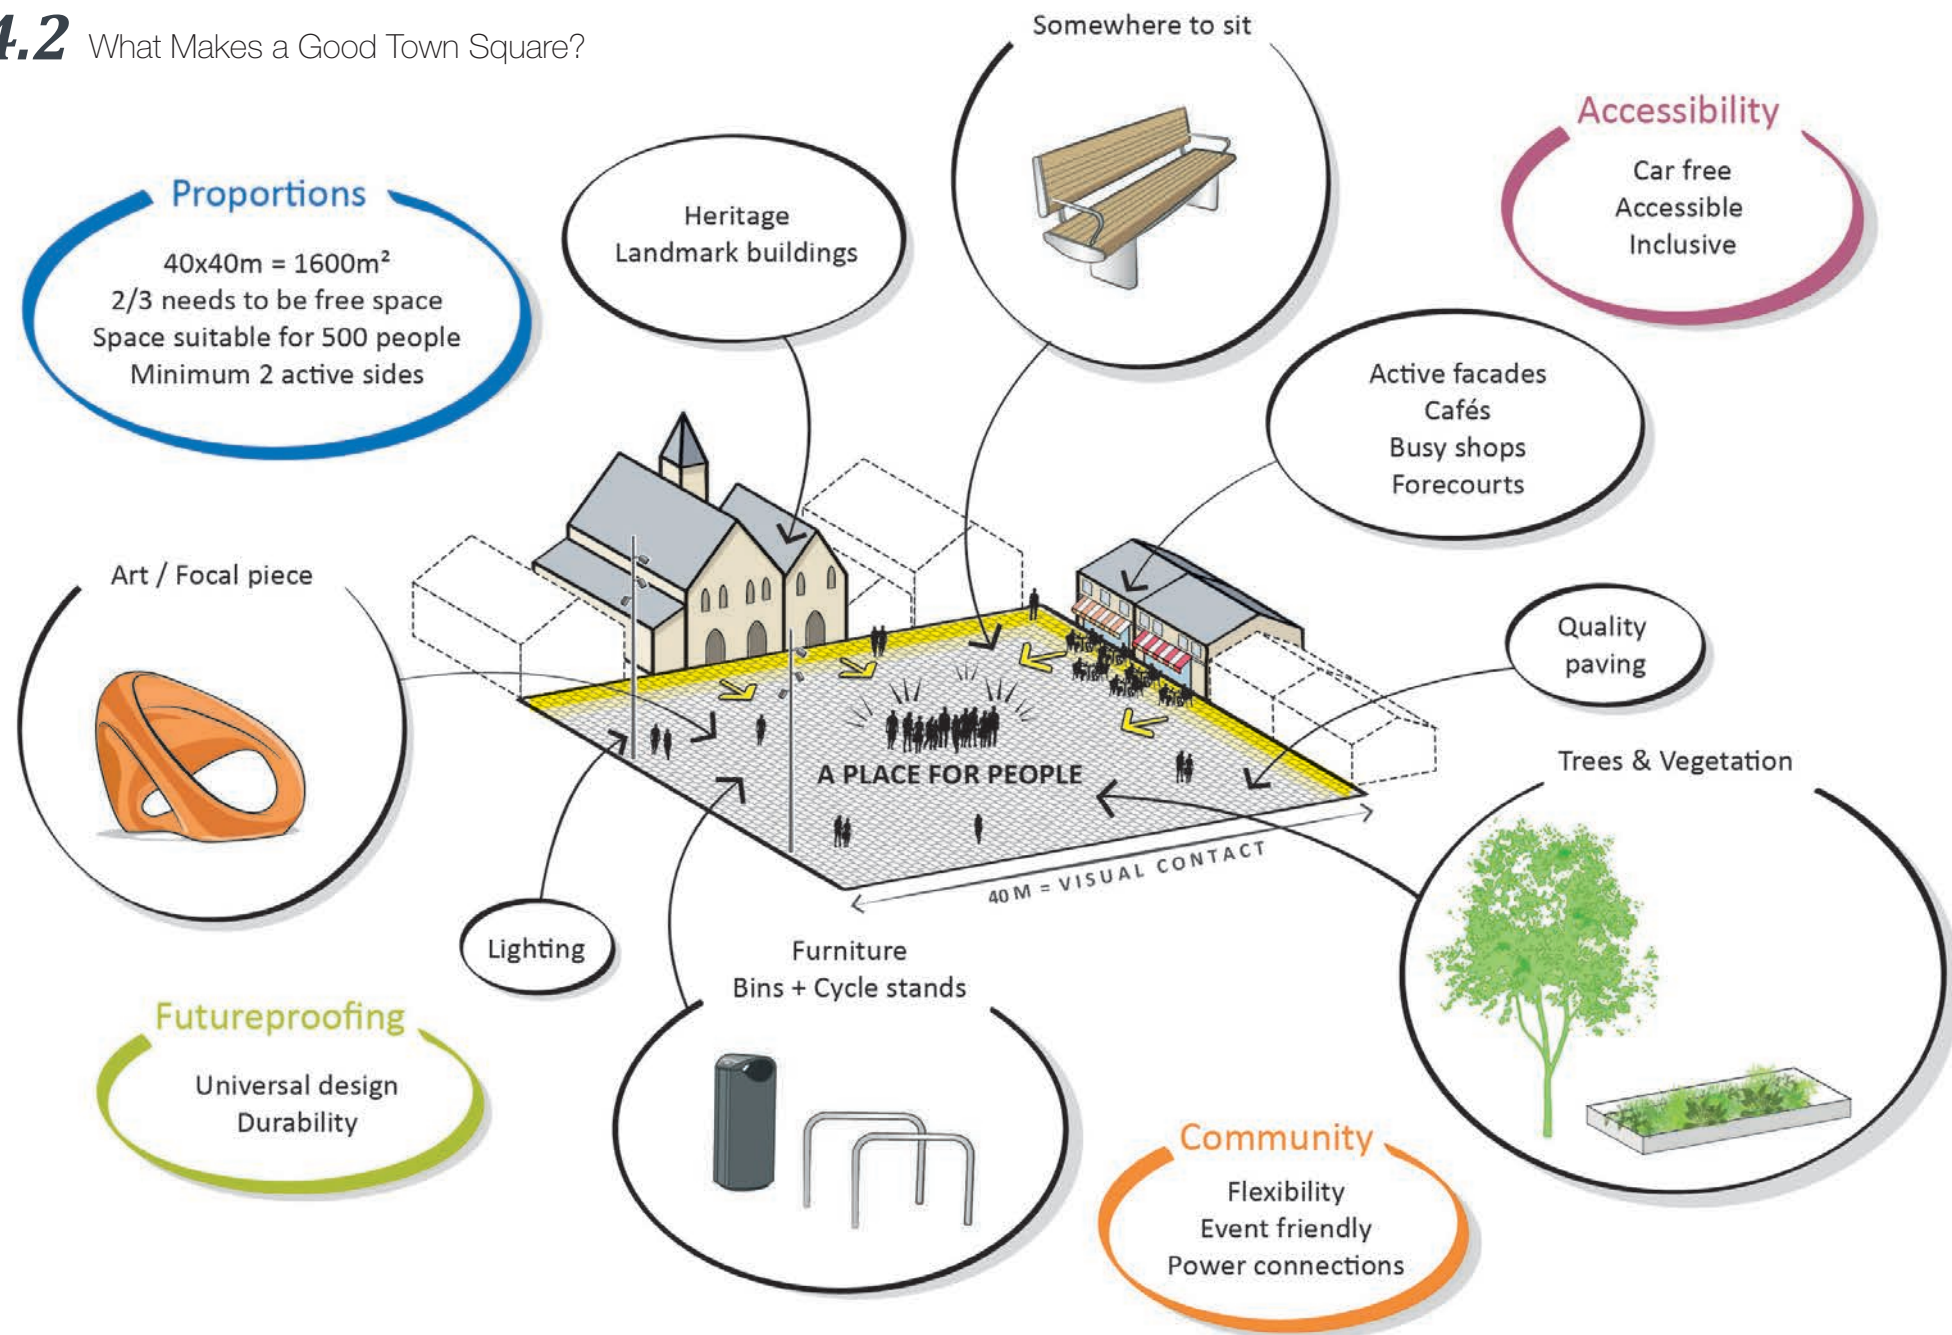 4.2 What Makes a Good Town Square?
Somewhere to sit
Accessibility
Car free
Accessible
Inclusive
Proportions
40x40m = 1600m²
2/3 needs to be free space
Space suitable for 500 people
Minimum 2 active sides
Heritage
Landmark buildings
Active facades
Cafés
Busy shops
Forecourts
Art / Focal piece
Quality
paving
Trees & Vegetation
A PLACE FOR PEOPLE
40 M = VISUAL CONTACT
Lighting
Furniture
Bins + Cycle stands
Futureproofing
Universal design
Durability
Community
Flexibility
Event friendly
Power connections